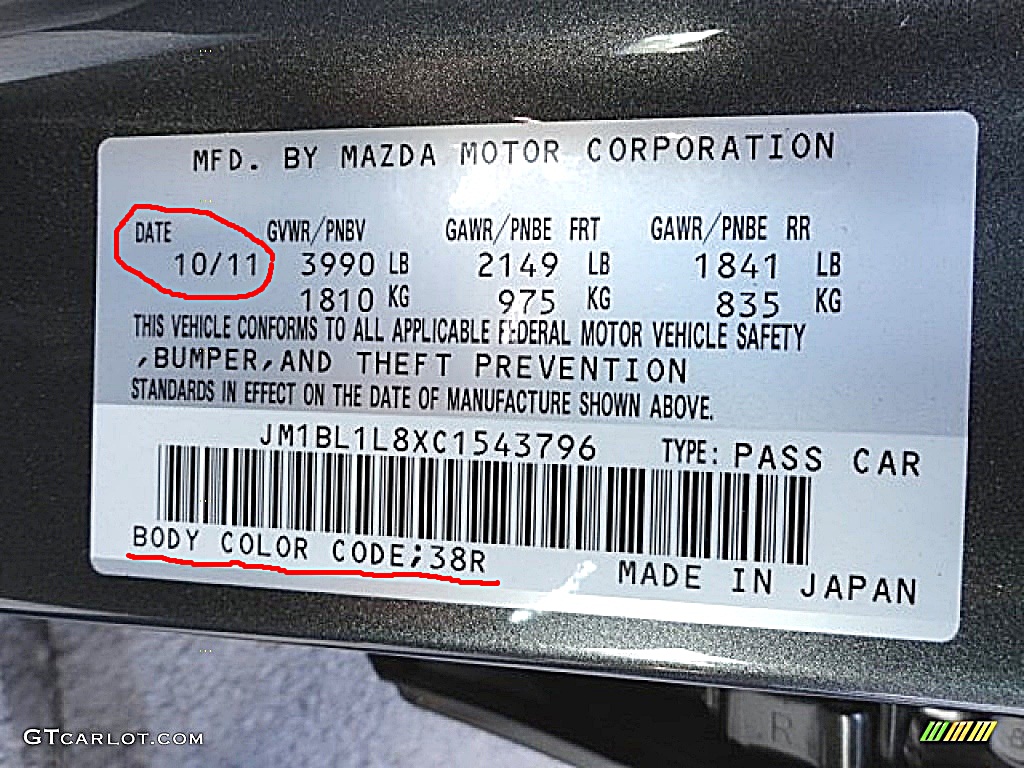 MFD. BY MAZDA MOTOR CORPORATION
DATE GVWR/PNBV GAWR/PNBE FRT GAWR/PNBE RR
10/11 3990 LB 2149 LB 1841 LB
1810 KG 975 KG 835 KG
THIS VEHICLE CONFORMS TO ALL APPLICABLE FEDERAL MOTOR VEHICLE SAFETY
,BUMPER,AND THEFT PREVENTION
STANDARDS IN EFFECT ON THE DATE OF MANUFACTURE SHOWN ABOVE.
JM1BL1L8XC1543796 TYPE: PASS CAR
BODY COLOR CODE;38R
MADE IN JAPAN
R
GTCARLOT.COM